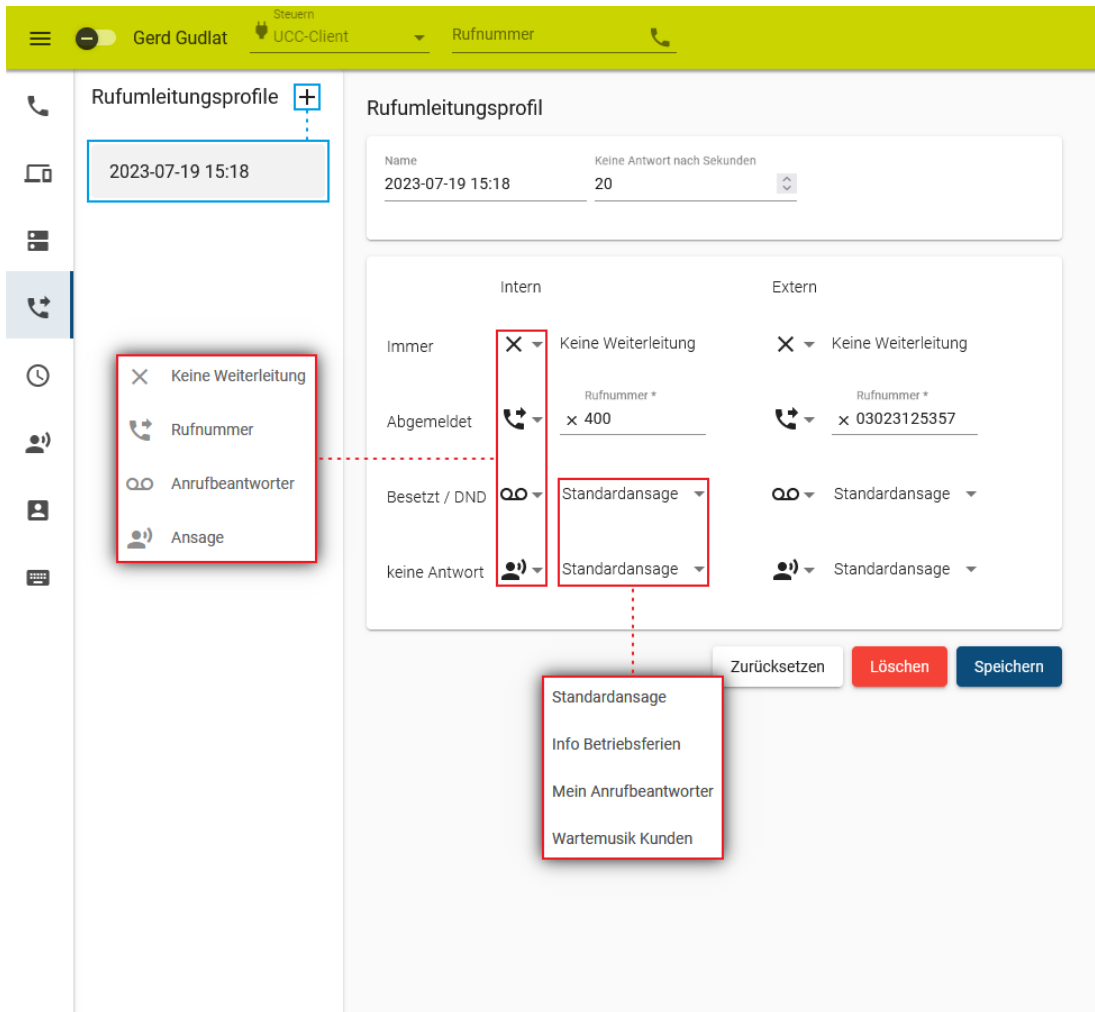 Steuern
Gerd Gudlat UCC-Client Rufnummer
Rufumleitungsprofile
2023-07-19 15:18
Rufumleitungsprofil
Name Keine Antwort nach Sekunden
2023-07-19 15:18 20
Intern Extern
Immer Keine Weiterleitung Keine Weiterleitung
Rufnummer * Rufnummer *
Abgemeldet 400 03023125357
Besetzt / DND Standardansage Standardansage
keine Antwort Standardansage Standardansage
Keine Weiterleitung
Rufnummer
Anrufbeantworter
Ansage
Zurücksetzen Löschen Speichern
Standardansage
Info Betriebsferien
Mein Anrufbeantworter
Wartemusik Kunden